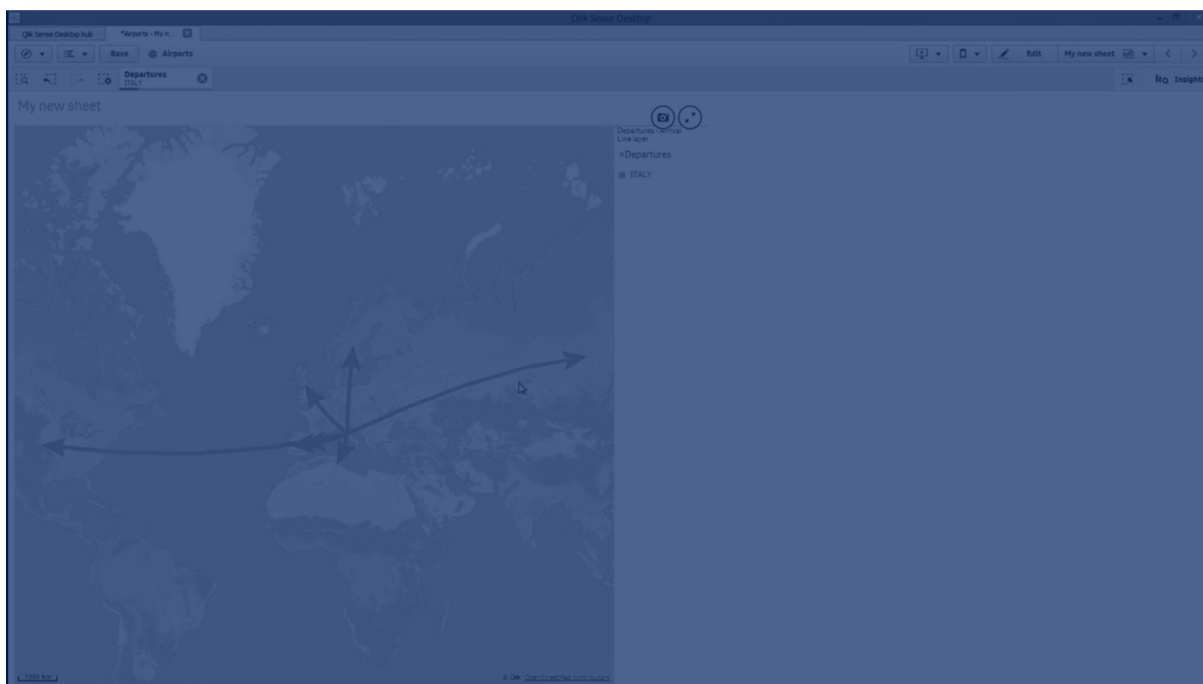 Qlik Sense Desktop
Qlik Sense Desktop hub
*Airports - My n...
Save
Airports
Edit
My new sheet
Departures
ITALY
Insights
My new sheet
Departures - Arrival
Line layer
Departures
ITALY
1000 km
© Qlik, OpenStreetMap contributors